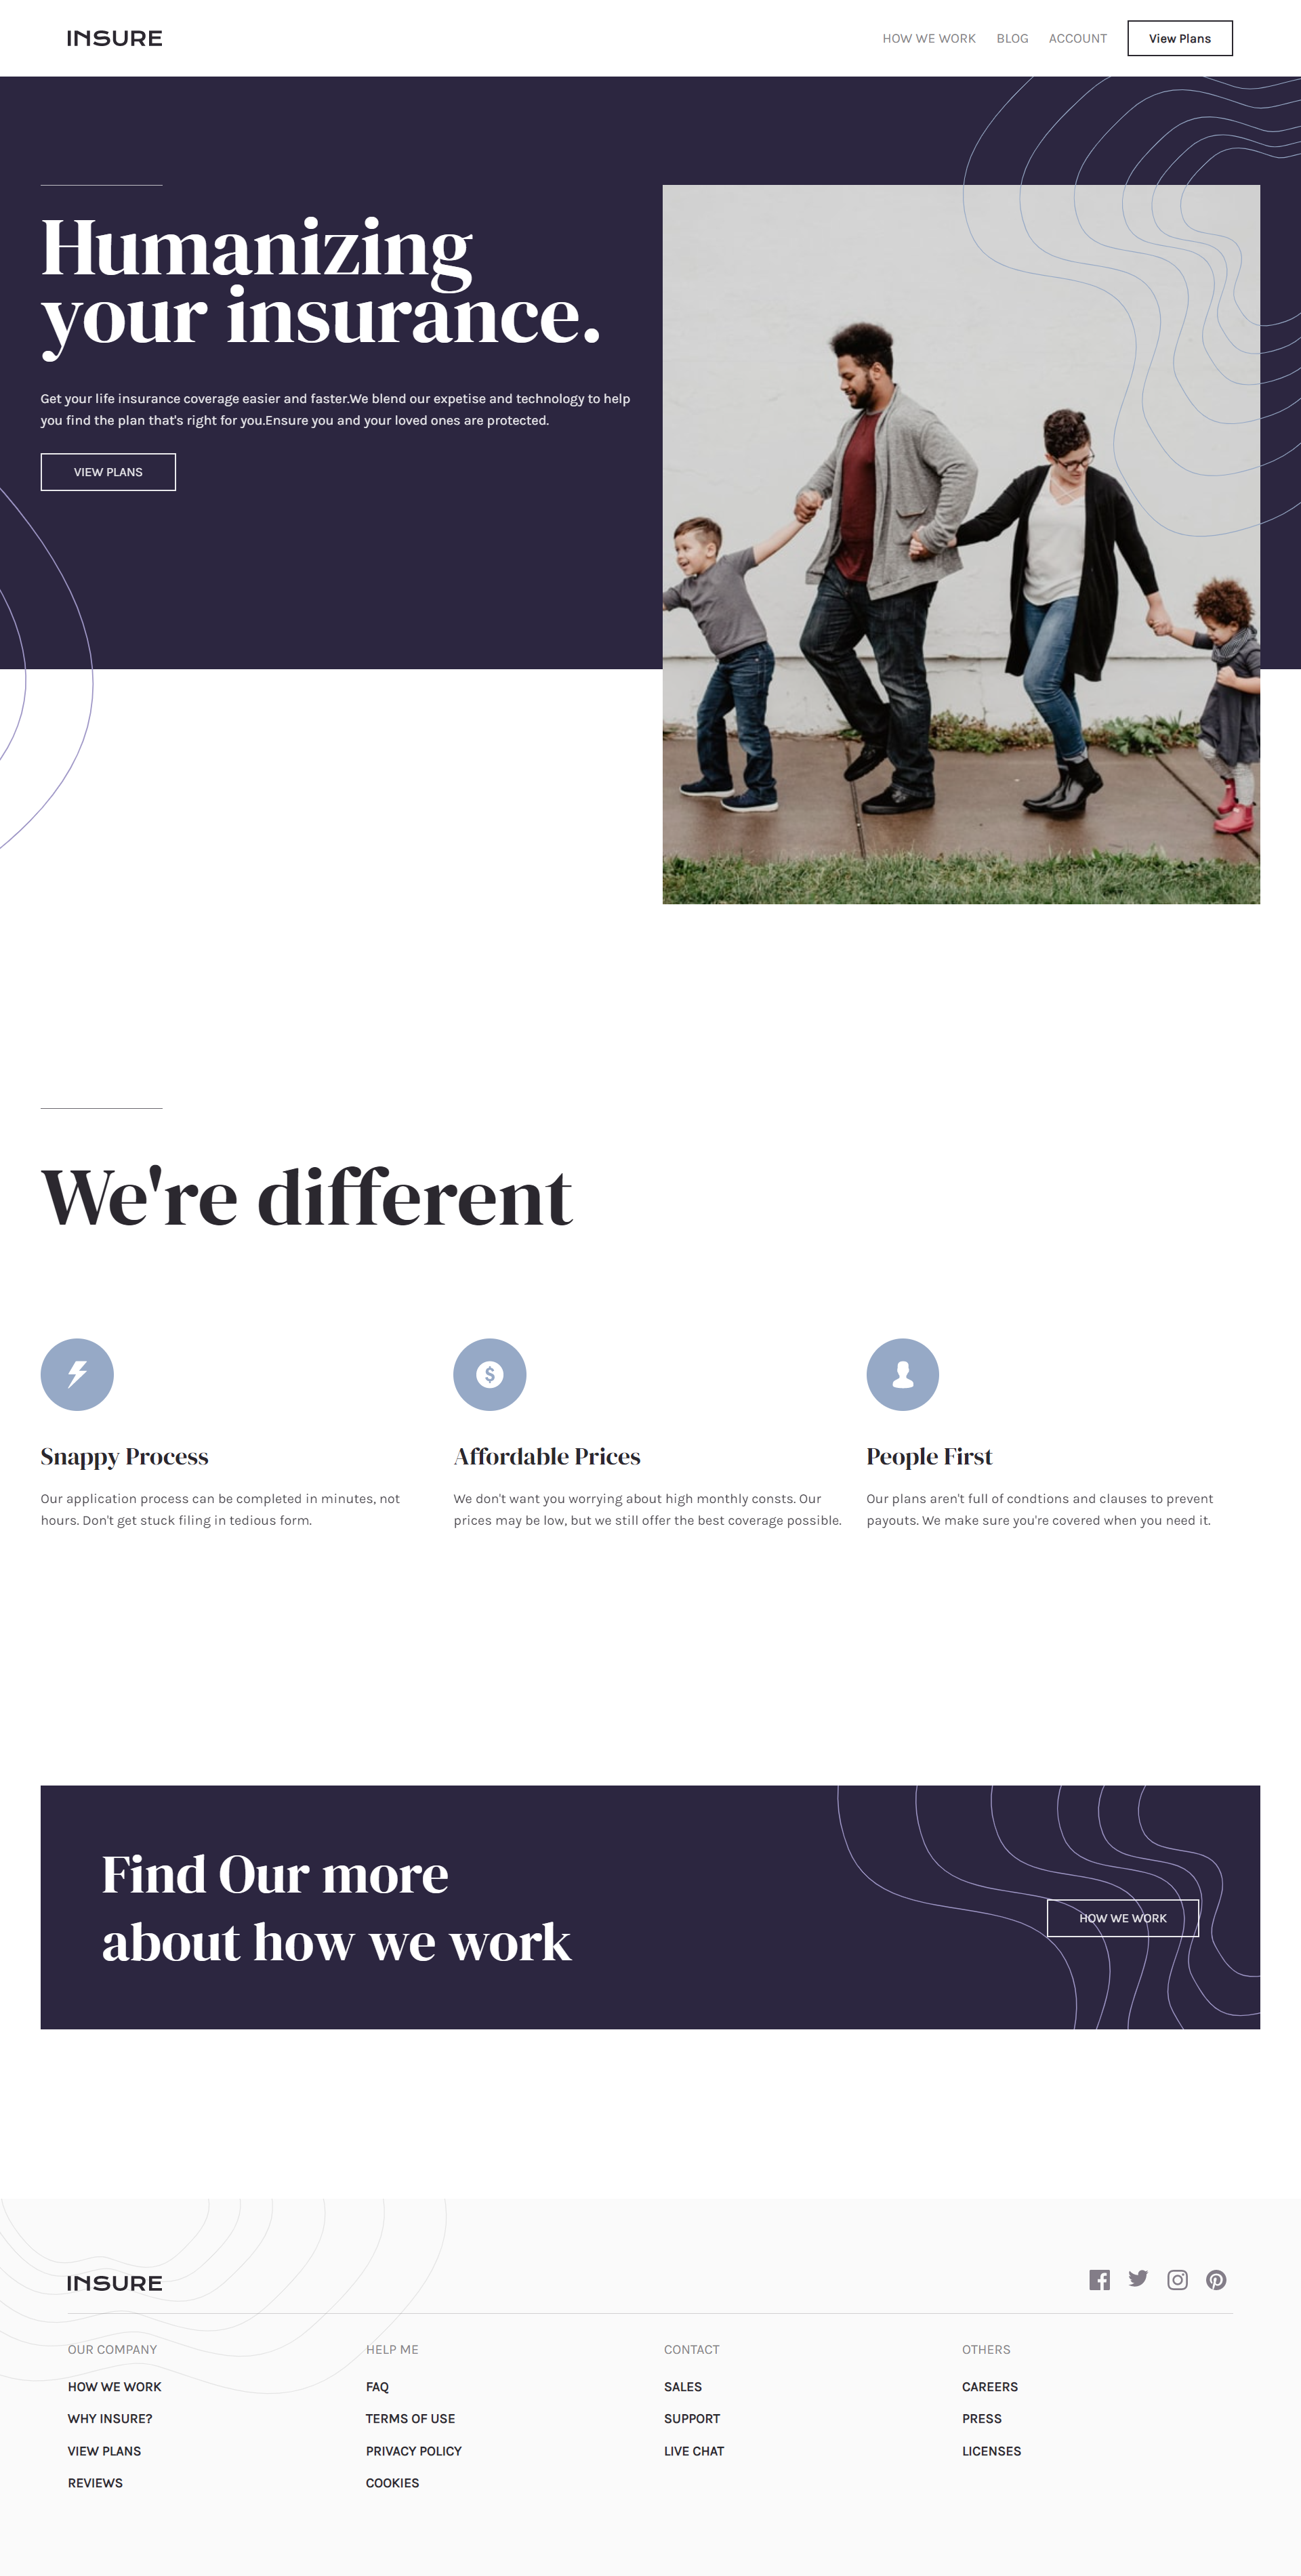 INSURE
HOW WE WORK
BLOG
ACCOUNT
View Plans
Humanizing
your insurance.
Get your life insurance coverage easier and faster.We blend our expetise and technology to help
you find the plan that's right for you.Ensure you and your loved ones are protected.
VIEW PLANS
We're different
Snappy Process
Our application process can be completed in minutes, not
hours. Don't get stuck filing in tedious form.
Affordable Prices
We don't want you worrying about high monthly consts. Our
prices may be low, but we still offer the best coverage possible.
People First
Our plans aren't full of condtions and clauses to prevent
payouts. We make sure you're covered when you need it.
Find Our more
about how we work
HOW WE WORK
INSURE
OUR COMPANY
HOW WE WORK
WHY INSURE?
VIEW PLANS
REVIEWS
HELP ME
FAQ
TERMS OF USE
PRIVACY POLICY
COOKIES
CONTACT
SALES
SUPPORT
LIVE CHAT
OTHERS
CAREERS
PRESS
LICENSES